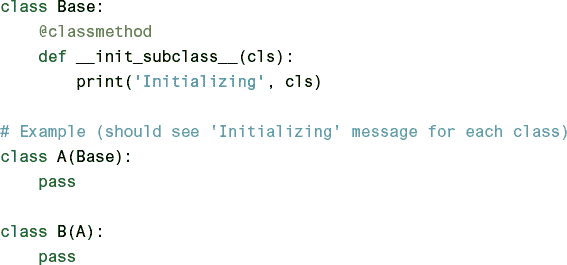 class Base:
    @classmethod
    def __init_subclass__(cls):
        print('Initializing', cls)

# Example (should see 'Initializing' message for each class)
class A(Base):
    pass

class B(A):
    pass